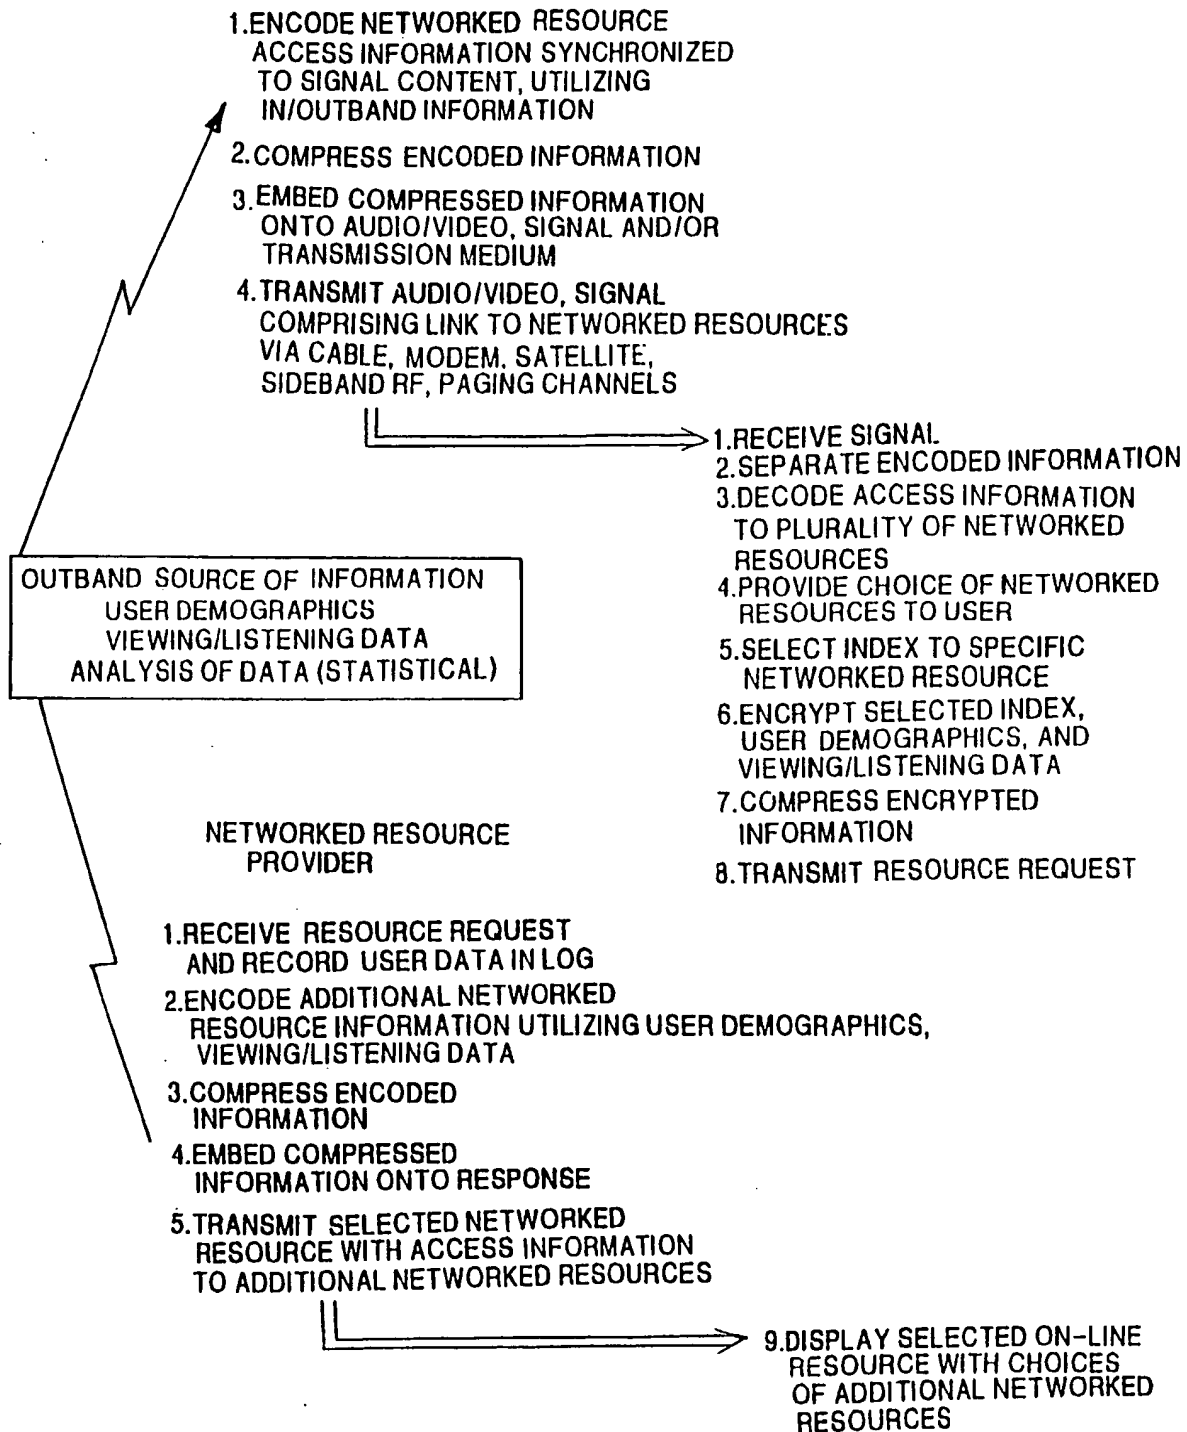 1.ENCODE NETWORKED RESOURCE
ACCESS INFORMATION SYNCHRONIZED
TO SIGNAL CONTENT, UTILIZING
IN/OUTBAND INFORMATION
2.COMPRESS ENCODED INFORMATION
3.EMBED COMPRESSED INFORMATION
ONTO AUDIO/VIDEO, SIGNAL AND/OR
TRANSMISSION MEDIUM
4.TRANSMIT AUDIO/VIDEO, SIGNAL
COMPRISING LINK TO NETWORKED RESOURCES
VIA CABLE, MODEM, SATELLITE,
SIDEBAND RF, PAGING CHANNELS
1.RECEIVE SIGNAL
2.SEPARATE ENCODED INFORMATION
3.DECODE ACCESS INFORMATION
TO PLURALITY OF NETWORKED
RESOURCES
4.PROVIDE CHOICE OF NETWORKED
RESOURCES TO USER
5.SELECT INDEX TO SPECIFIC
NETWORKED RESOURCE
6.ENCRYPT SELECTED INDEX,
USER DEMOGRAPHICS, AND
VIEWING/LISTENING DATA
7.COMPRESS ENCRYPTED
INFORMATION
8.TRANSMIT RESOURCE REQUEST
OUTBAND SOURCE OF INFORMATION
USER DEMOGRAPHICS
VIEWING/LISTENING DATA
ANALYSIS OF DATA (STATISTICAL)
NETWORKED RESOURCE
PROVIDER
1.RECEIVE RESOURCE REQUEST
AND RECORD USER DATA IN LOG
2.ENCODE ADDITIONAL NETWORKED
RESOURCE INFORMATION UTILIZING USER DEMOGRAPHICS,
VIEWING/LISTENING DATA
3.COMPRESS ENCODED
INFORMATION
4.EMBED COMPRESSED
INFORMATION ONTO RESPONSE
5.TRANSMIT SELECTED NETWORKED
RESOURCE WITH ACCESS INFORMATION
TO ADDITIONAL NETWORKED RESOURCES
9.DISPLAY SELECTED ON-LINE
RESOURCE WITH CHOICES
OF ADDITIONAL NETWORKED
RESOURCES